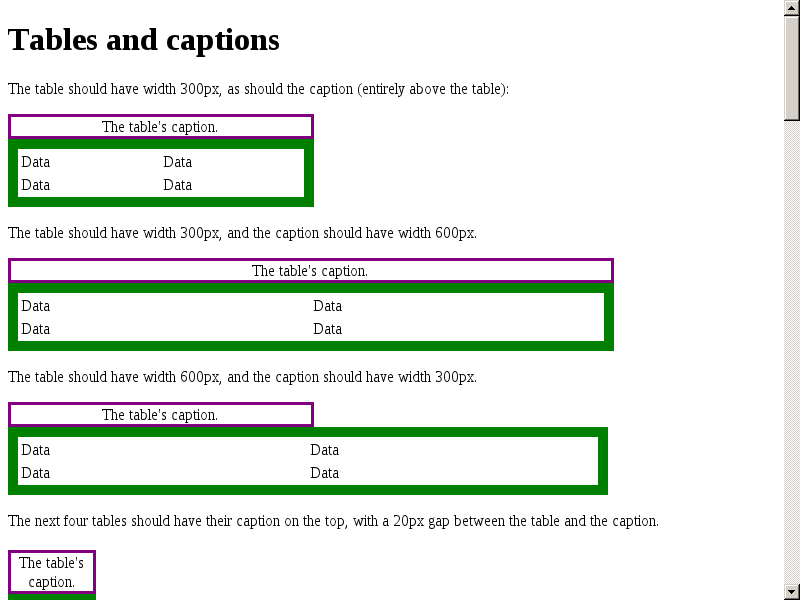 Tables and captions
The table should have width 300px, as should the caption (entirely above the table):
The table's caption.
Data Data
Data Data
The table should have width 300px, and the caption should have width 600px.
The table's caption.
Data Data
Data Data
The table should have width 600px, and the caption should have width 300px.
The table's caption.
Data Data
Data Data
The next four tables should have their caption on the top, with a 20px gap between the table and the caption.
The table's
caption.